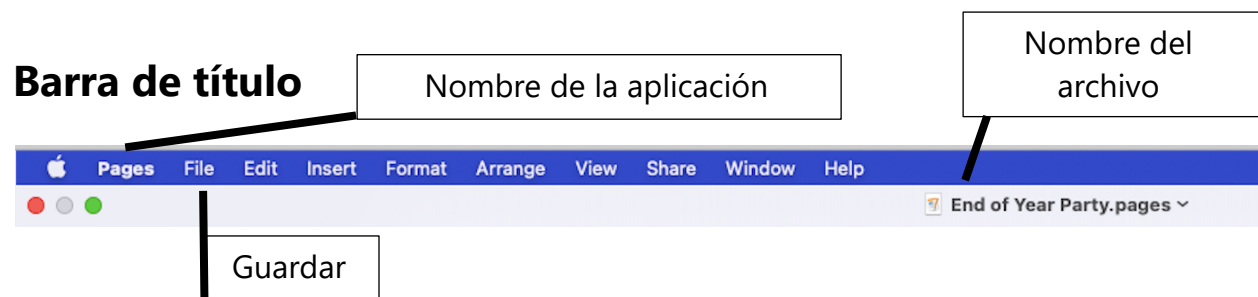 Nombre del
archivo
Barra de título
Nombre de la aplicación
Pages File Edit Insert Format Arrange View Share Window Help
End of Year Party.pages
Guardar